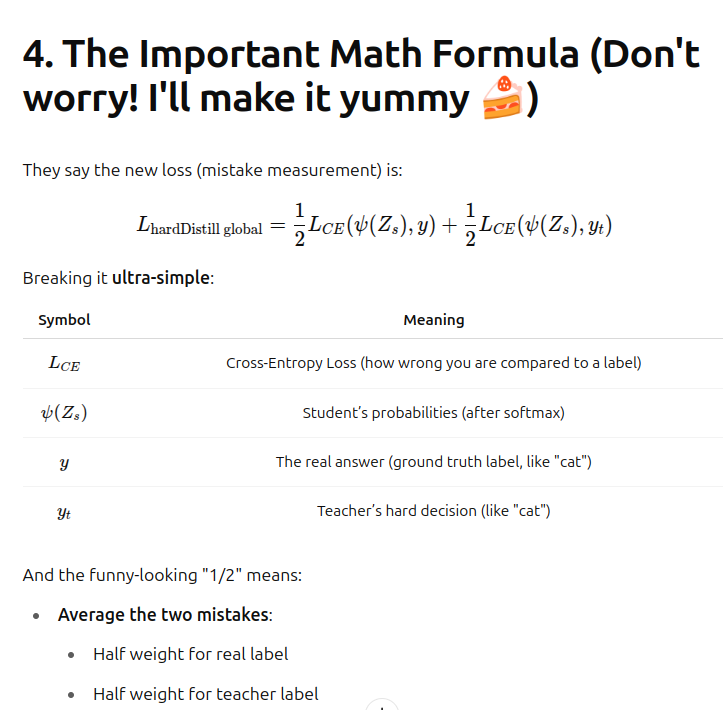 4. The Important Math Formula (Don't
worry! I'll make it yummy 🍰)
They say the new loss (mistake measurement) is:
L_hardDistill global = 1/2 L_CE(ψ(Z_s), y) + 1/2 L_CE(ψ(Z_s), y_t)
Breaking it ultra-simple:
Symbol Meaning
L_CE Cross-Entropy Loss (how wrong you are compared to a label)
ψ(Z_s) Student's probabilities (after softmax)
y The real answer (ground truth label, like "cat")
y_t Teacher's hard decision (like "cat")
And the funny-looking "1/2" means:
• Average the two mistakes:
• Half weight for real label
• Half weight for teacher label